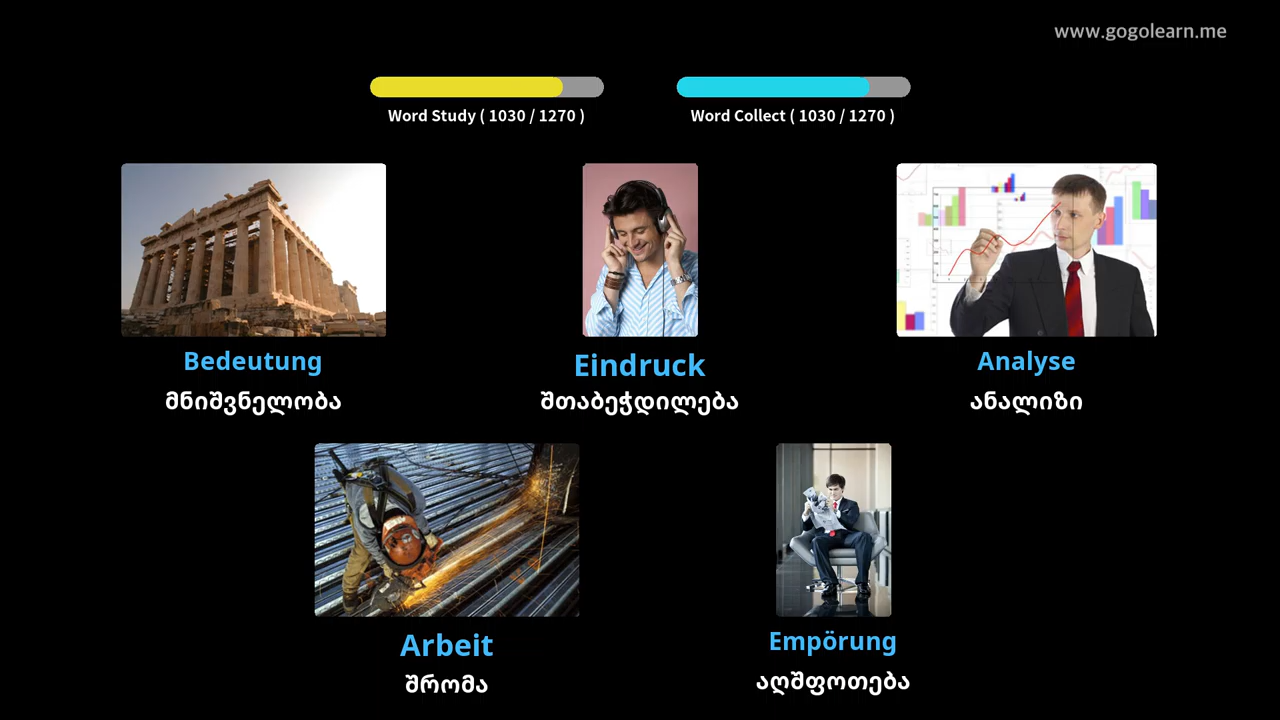 www.gogolearn.me
Word Study ( 1030 / 1270 )
Word Collect ( 1030 / 1270 )
Bedeutung
მნიშვნელობა
Eindruck
შთაბეჭდილება
Analyse
ანალიზი
Arbeit
შრომა
Empörung
აღშფოთება